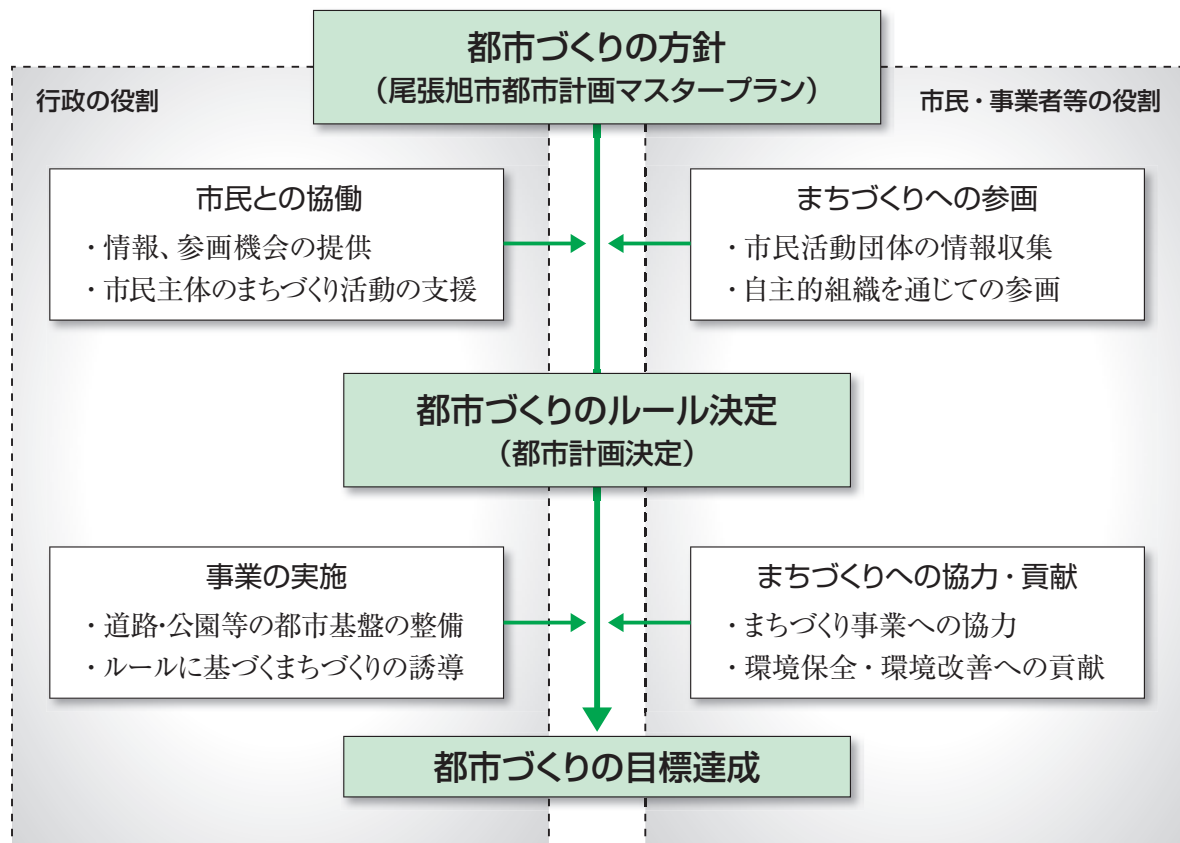 都市づくりの方針
（尾張旭市都市計画マスタープラン）
行政の役割
市民・事業者等の役割
市民との協働
・情報、参画機会の提供
・市民主体のまちづくり活動の支援
まちづくりへの参画
・市民活動団体の情報収集
・自主的組織を通じての参画
都市づくりのルール決定
（都市計画決定）
事業の実施
・道路・公園等の都市基盤の整備
・ルールに基づくまちづくりの誘導
まちづくりへの協力・貢献
・まちづくり事業への協力
・環境保全・環境改善への貢献
都市づくりの目標達成